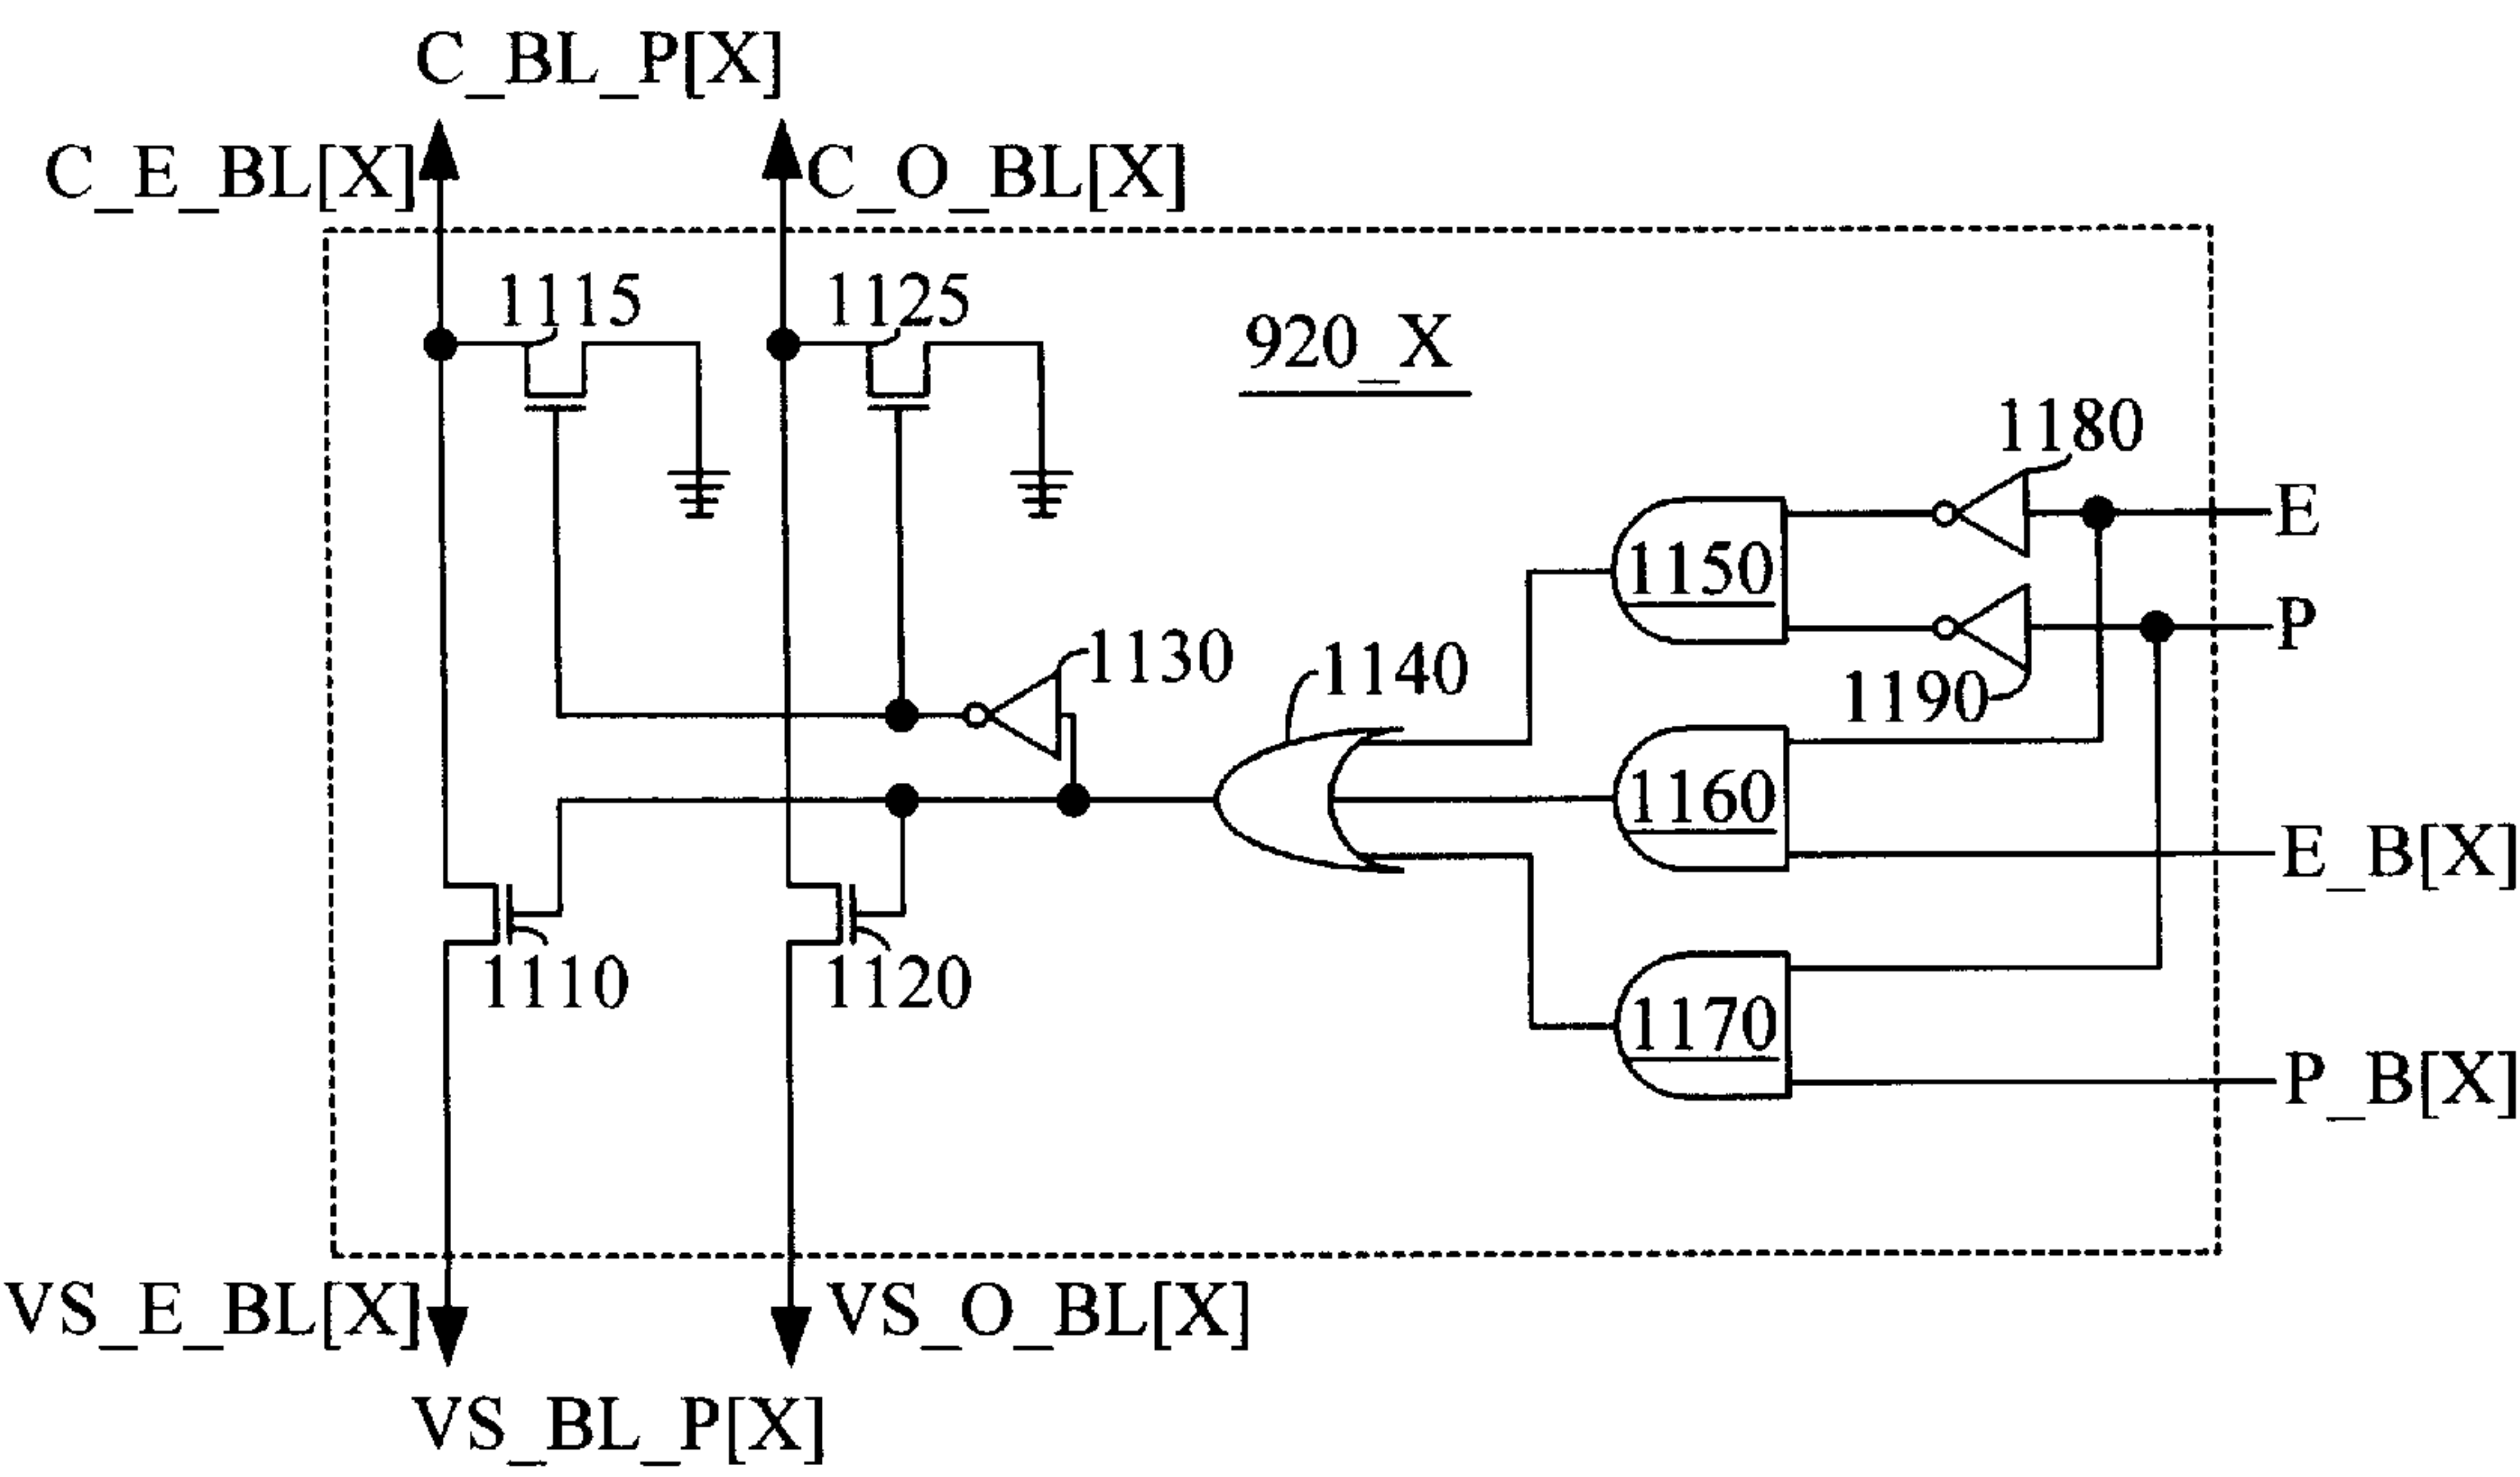 C_BL_P[X]
C_E_BL[X]
C_O_BL[X]
1115
1125
920_X
1180
E
1150
P
1130
1140
1190
1160
E_B[X]
1110
1120
1170
P_B[X]
VS_E_BL[X]
VS_O_BL[X]
VS_BL_P[X]